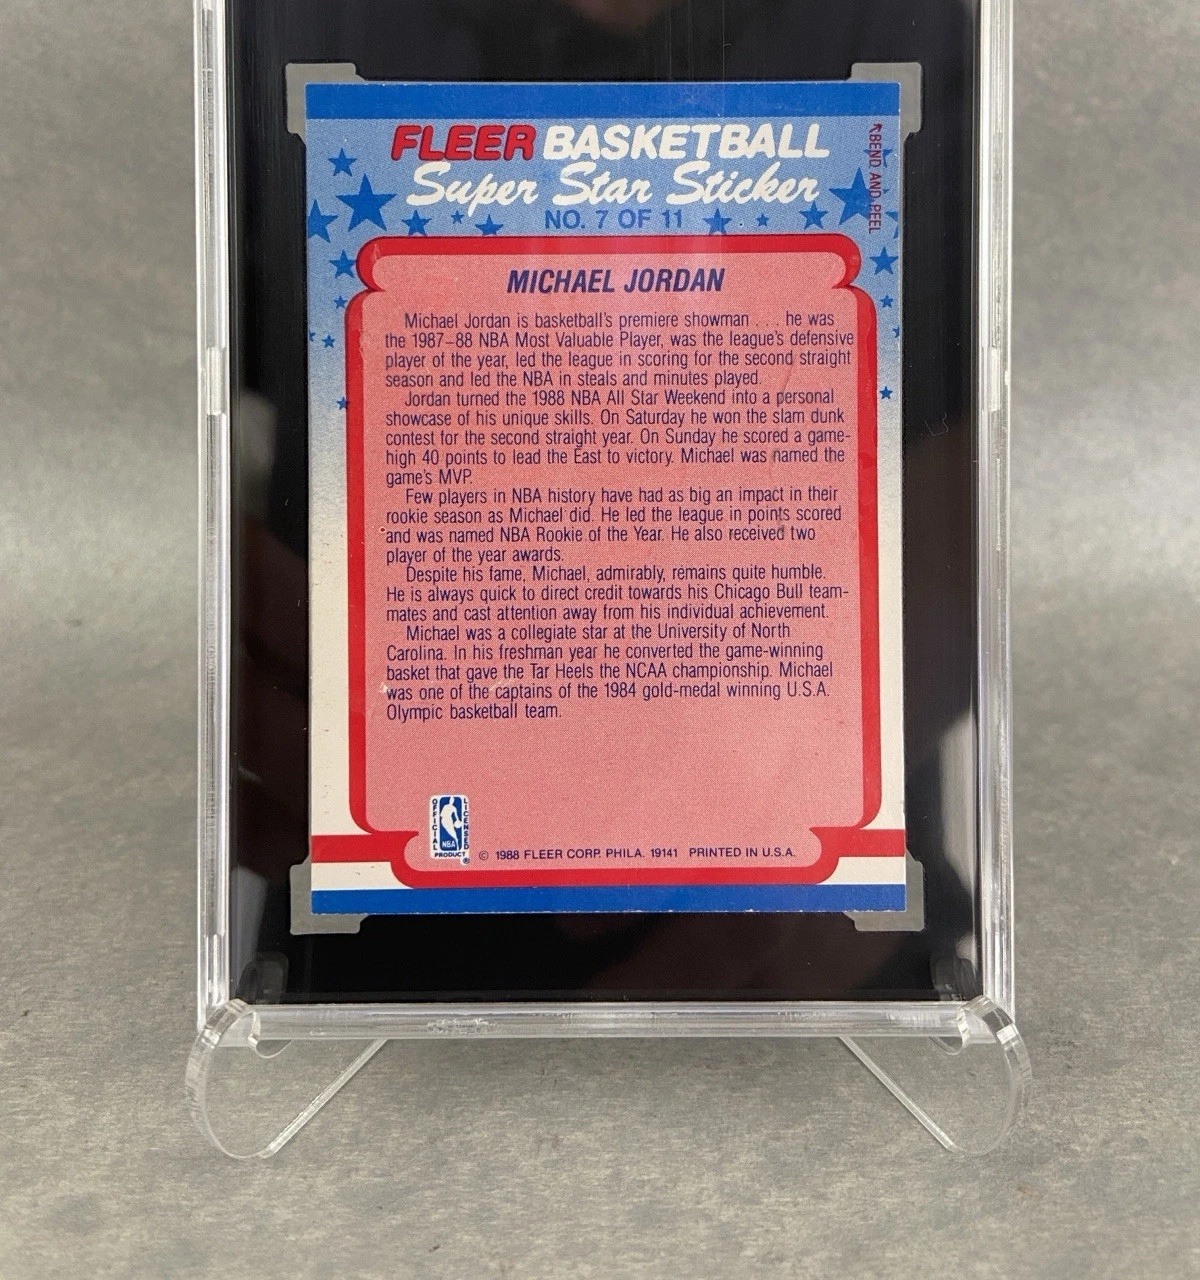 FLEER BASKETBALL
Super Star Sticker
NO. 7 OF 11
BEND AND PEEL
MICHAEL JORDAN
Michael Jordan is basketball's premiere showman . . . he was
the 1987–88 NBA Most Valuable Player, was the league's defensive
player of the year, led the league in scoring for the second straight
season and led the NBA in steals and minutes played.
Jordan turned the 1988 NBA All Star Weekend into a personal
showcase of his unique skills. On Saturday he won the slam dunk
contest for the second straight year. On Sunday he scored a game-
high 40 points to lead the East to victory. Michael was named the
game's MVP.
Few players in NBA history have had as big an impact in their
rookie season as Michael did. He led the league in points scored
and was named NBA Rookie of the Year. He also received two
player of the year awards.
Despite his fame, Michael, admirably, remains quite humble.
He is always quick to direct credit towards his Chicago Bull team-
mates and cast attention away from his individual achievement.
Michael was a collegiate star at the University of North
Carolina. In his freshman year he converted the game-winning
basket that gave the Tar Heels the NCAA championship. Michael
was one of the captains of the 1984 gold-medal winning U.S.A.
Olympic basketball team.
OFFICIAL
LICENSED
NBA
PRODUCT ®
© 1988 FLEER CORP. PHILA. 19141 PRINTED IN U.S.A.